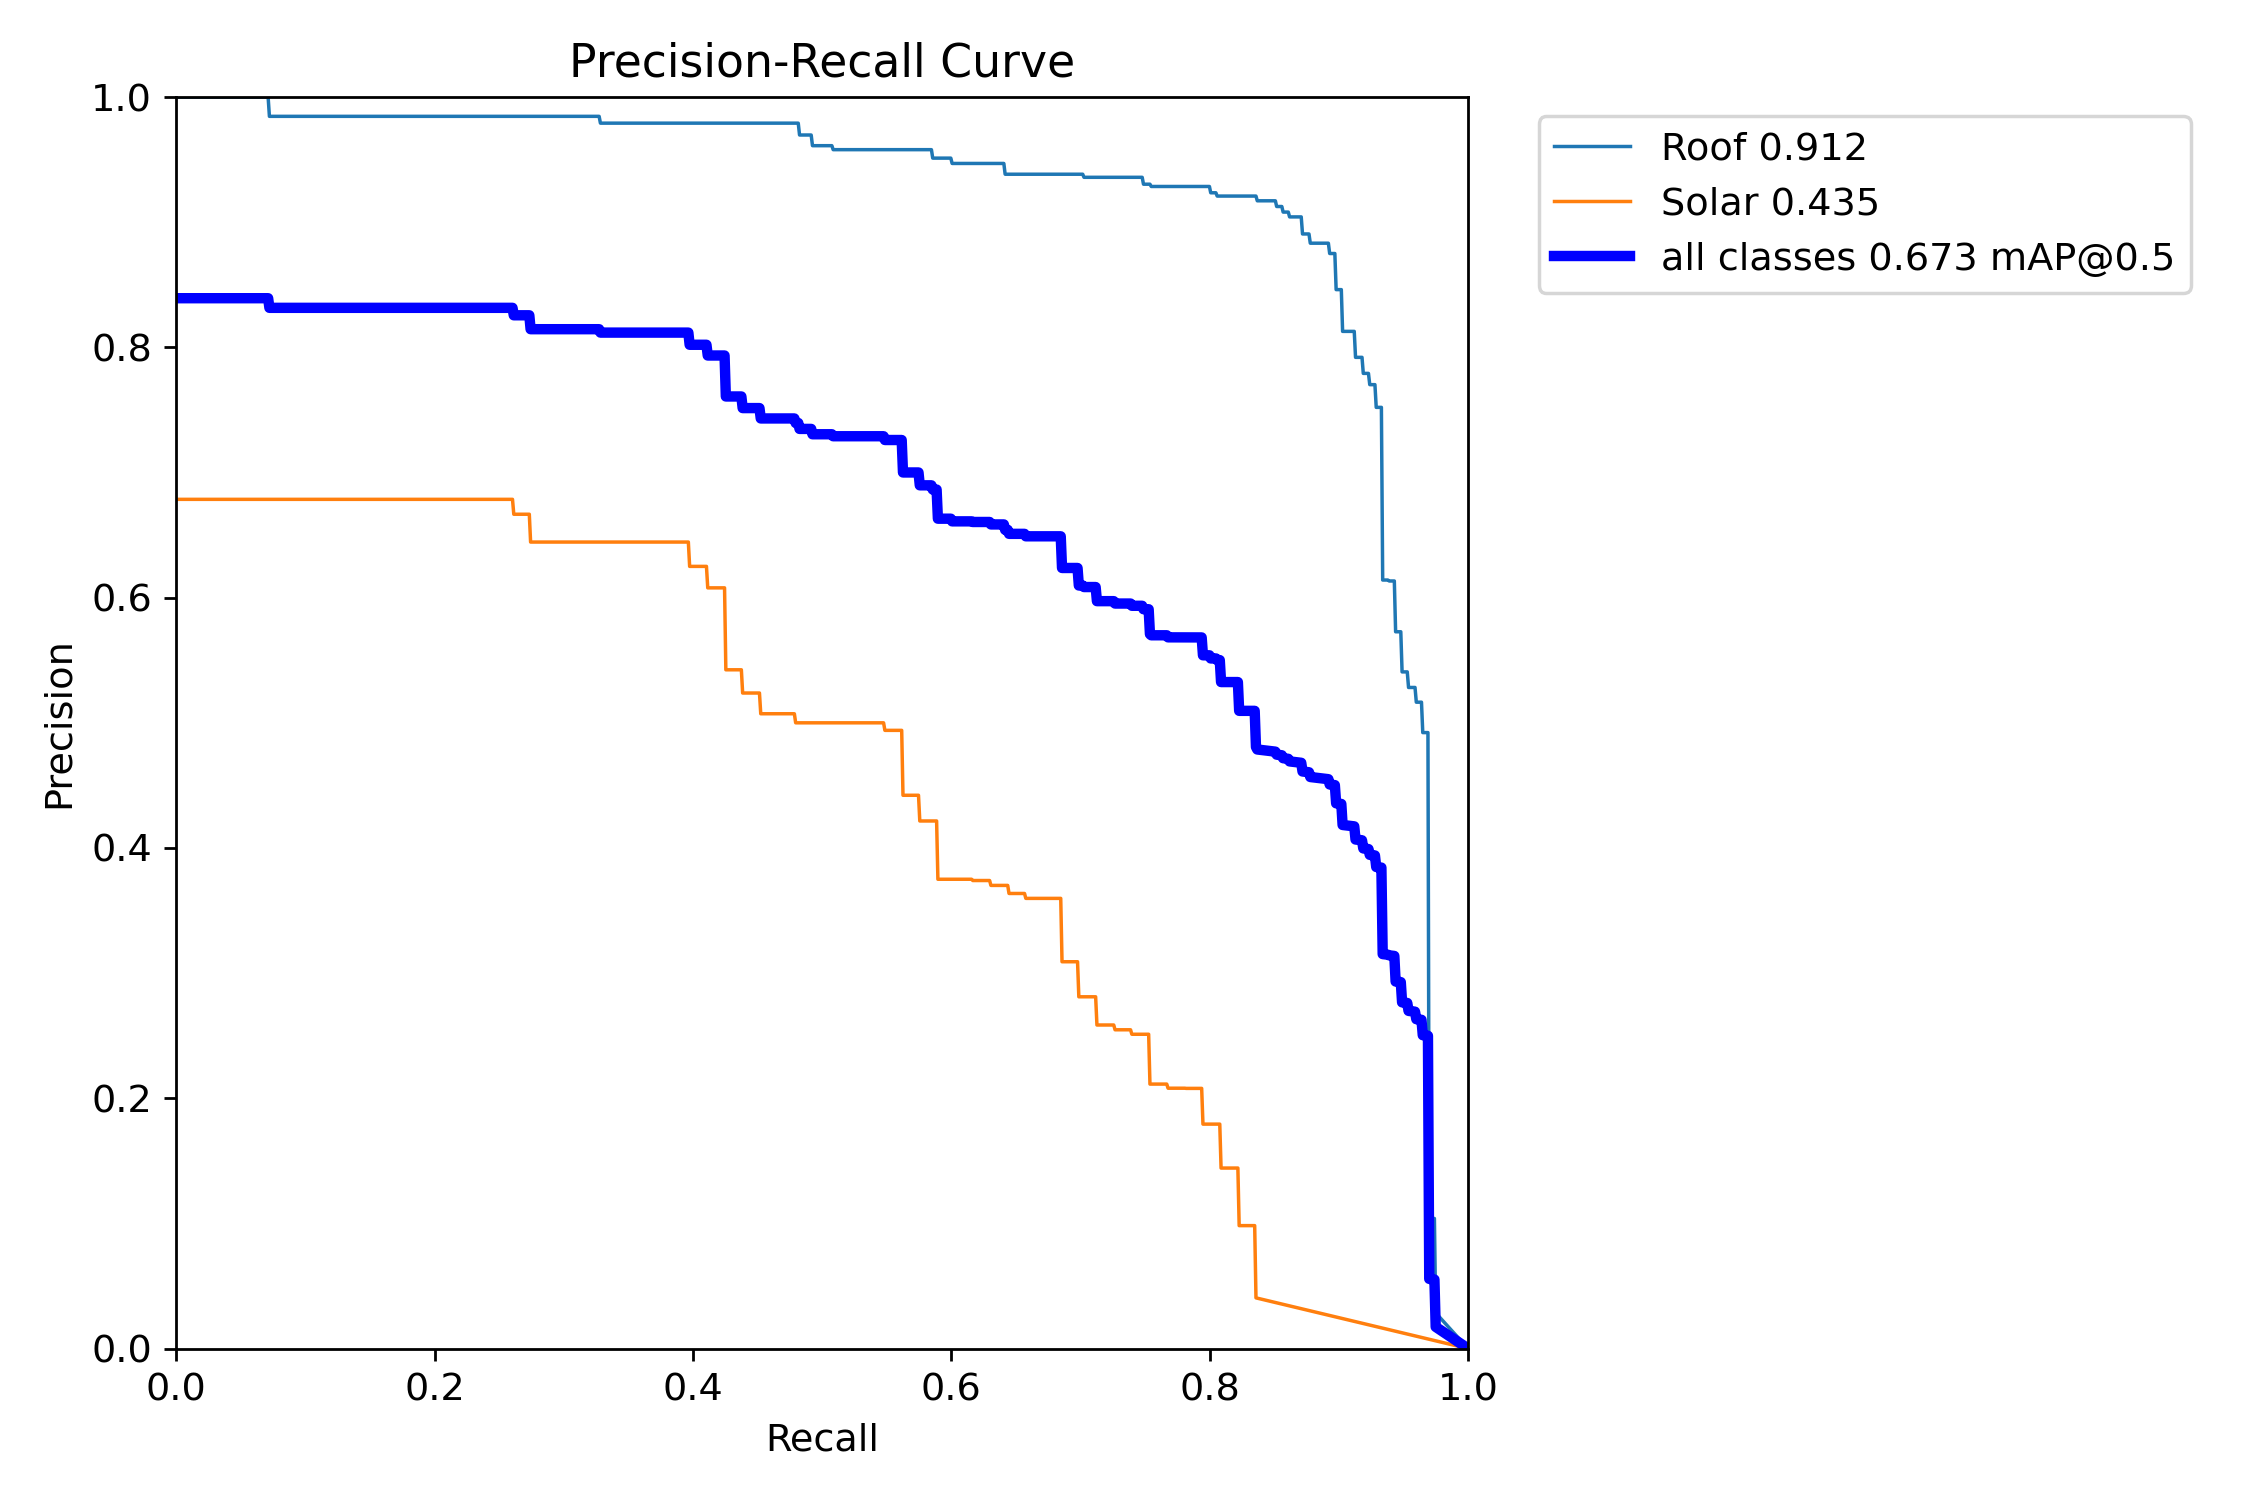 Precision-Recall Curve
1.0
0.8
0.6
0.4
0.2
0.0
Precision
0.0 0.2 0.4 0.6 0.8 1.0
Recall
Roof 0.912
Solar 0.435
all classes 0.673 mAP@0.5